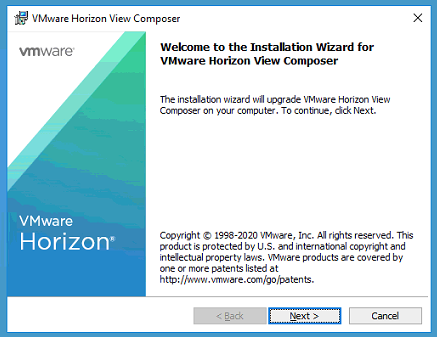 VMware Horizon View Composer
vmware®
Welcome to the Installation Wizard for
VMware Horizon View Composer
The installation wizard will upgrade VMware Horizon View
Composer on your computer. To continue, click Next.
VMware
Horizon®
Copyright © 1998-2020 VMware, Inc. All rights reserved. This
product is protected by U.S. and international copyright and
intellectual property laws. VMware products are covered by
one or more patents listed at
http://www.vmware.com/go/patents.
< Back
Next >
Cancel